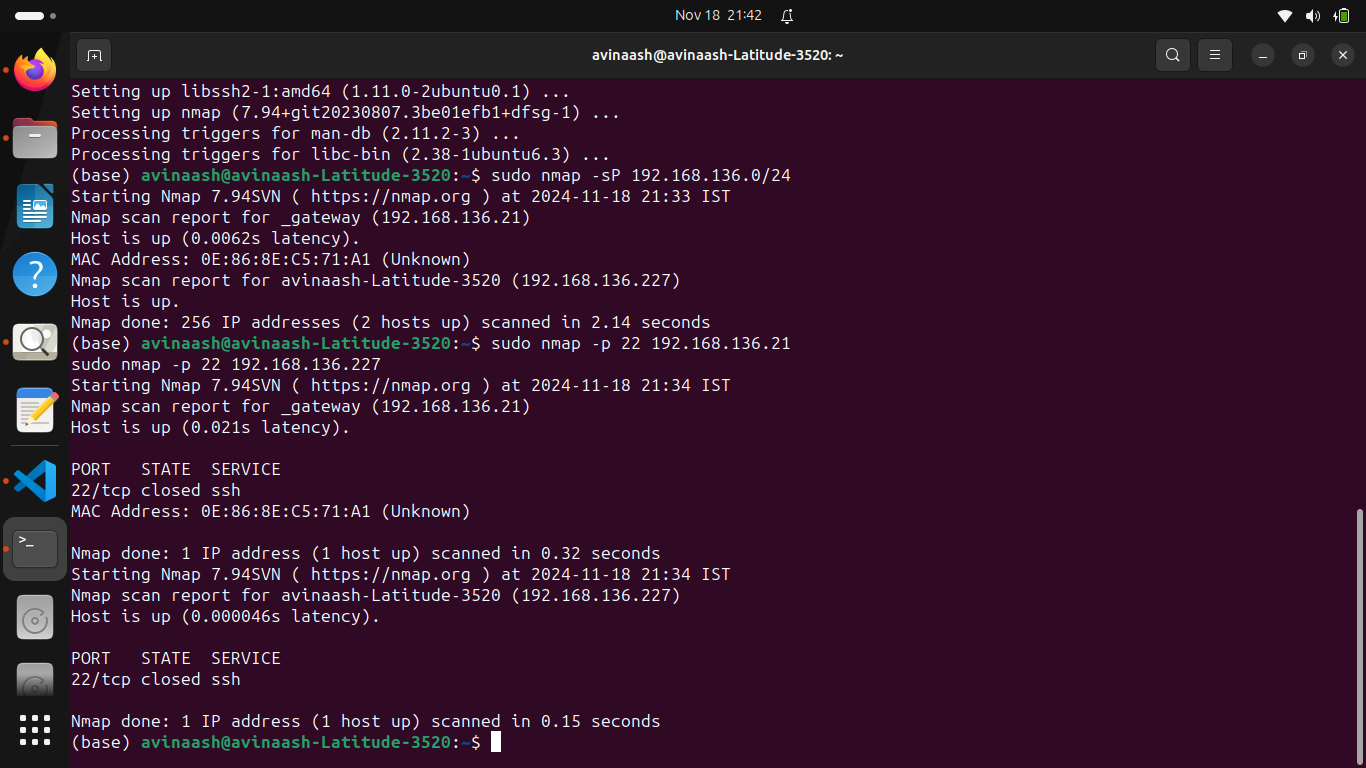 Nov 18 21:42
avinaash@avinaash-Latitude-3520: ~
Setting up libssh2-1:amd64 (1.11.0-2ubuntu0.1) ...
Setting up nmap (7.94+git20230807.3be01efb1+dfsg-1) ...
Processing triggers for man-db (2.11.2-3) ...
Processing triggers for libc-bin (2.38-1ubuntu6.3) ...
(base) avinaash@avinaash-Latitude-3520:~$ sudo nmap -sP 192.168.136.0/24
Starting Nmap 7.94SVN ( https://nmap.org ) at 2024-11-18 21:33 IST
Nmap scan report for _gateway (192.168.136.21)
Host is up (0.0062s latency).
MAC Address: 0E:86:8E:C5:71:A1 (Unknown)
Nmap scan report for avinaash-Latitude-3520 (192.168.136.227)
Host is up.
Nmap done: 256 IP addresses (2 hosts up) scanned in 2.14 seconds
(base) avinaash@avinaash-Latitude-3520:~$ sudo nmap -p 22 192.168.136.21
sudo nmap -p 22 192.168.136.227
Starting Nmap 7.94SVN ( https://nmap.org ) at 2024-11-18 21:34 IST
Nmap scan report for _gateway (192.168.136.21)
Host is up (0.021s latency).
PORT   STATE  SERVICE
22/tcp closed ssh
MAC Address: 0E:86:8E:C5:71:A1 (Unknown)
Nmap done: 1 IP address (1 host up) scanned in 0.32 seconds
Starting Nmap 7.94SVN ( https://nmap.org ) at 2024-11-18 21:34 IST
Nmap scan report for avinaash-Latitude-3520 (192.168.136.227)
Host is up (0.000046s latency).
PORT   STATE  SERVICE
22/tcp closed ssh
Nmap done: 1 IP address (1 host up) scanned in 0.15 seconds
(base) avinaash@avinaash-Latitude-3520:~$